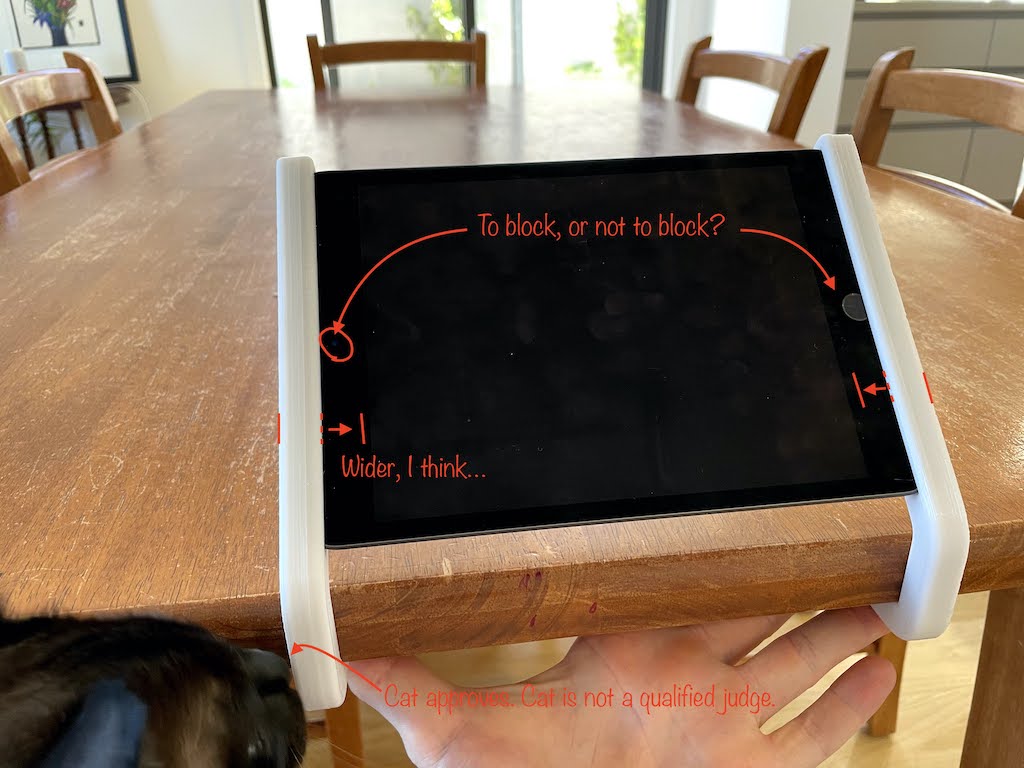 To block, or not to block?
Wider, I think...
Cat approves. Cat is not a qualified judge.